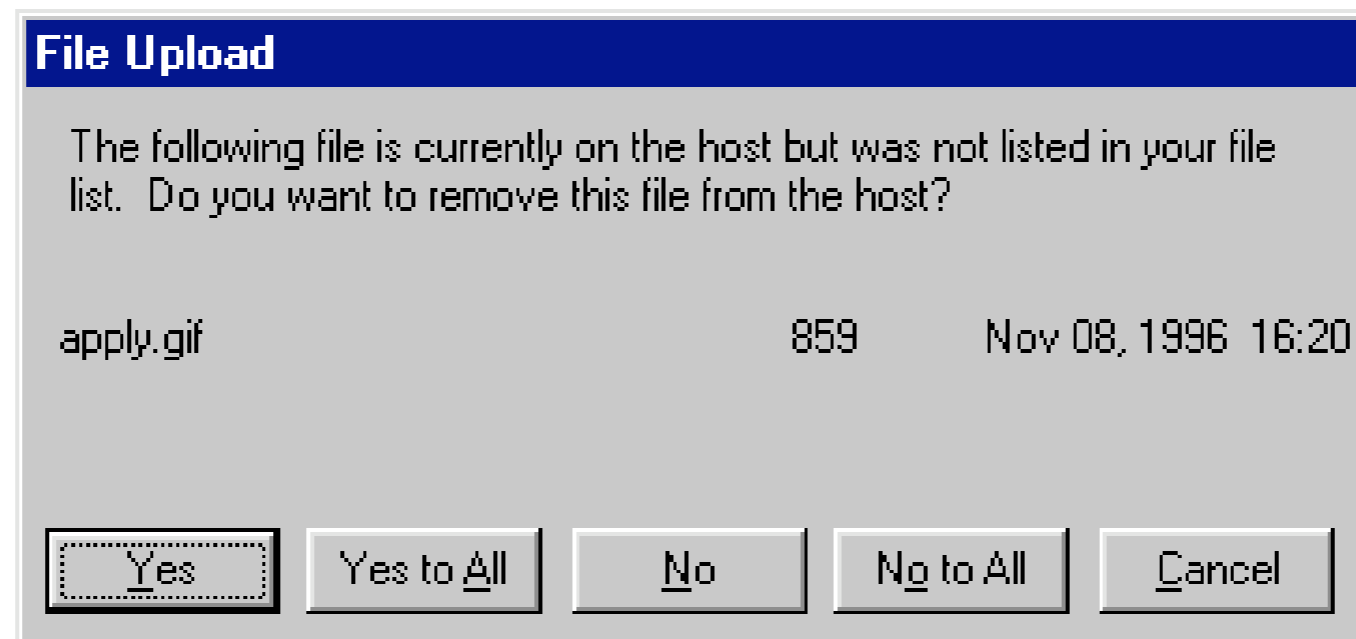 File Upload
The following file is currently on the host but was not listed in your file
list.  Do you want to remove this file from the host?
apply.gif 859 Nov 08, 1996  16:20
Yes Yes to All No No to All Cancel